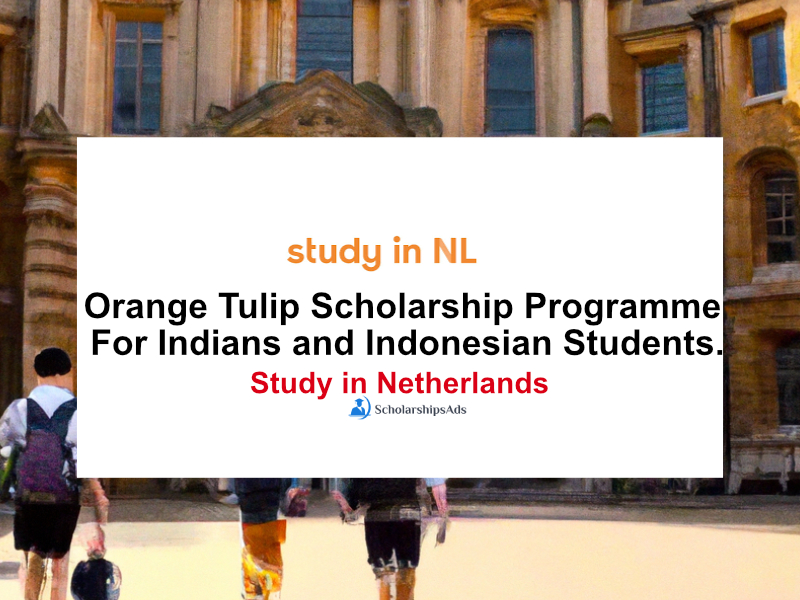 study in NL
Orange Tulip Scholarship Programme
For Indians and Indonesian Students.
Study in Netherlands
ScholarshipsAds